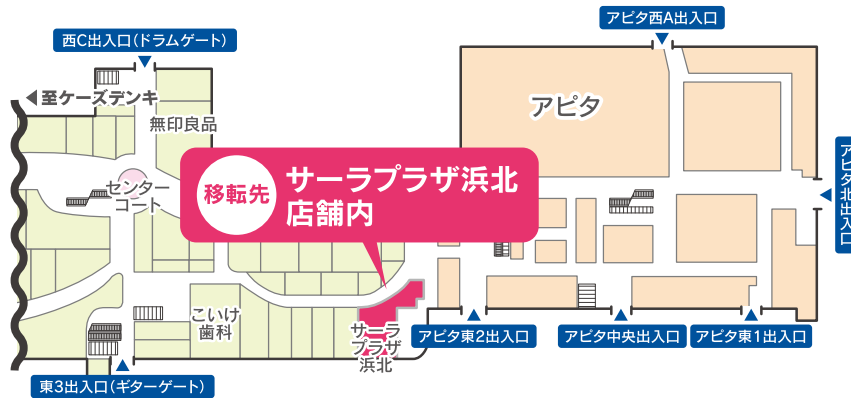 アピタ西A出入口
西C出入口(ドラムゲート)
至ケーズデンキ
アピタ
無印良品
アピタ北出入口
センター
コート
移転先
サーラプラザ浜北
店舗内
こいけ
歯科
サーラ
プラザ
浜北
アピタ東2出入口
アピタ中央出入口
アピタ東1出入口
東3出入口(ギターゲート)